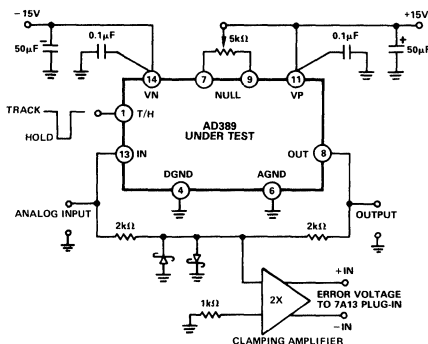 -15V +15V
50µF 0.1µF 5kΩ 0.1µF 50µF
+
14 7 9 11
VN NULL VP
TRACK 1 T/H
HOLD
AD389
UNDER TEST
13 IN OUT 8
DGND AGND
4 6
ANALOG INPUT OUTPUT
2kΩ 2kΩ
+IN
2X ERROR VOLTAGE
TO 7A13 PLUG-IN
1kΩ
-IN
CLAMPING AMPLIFIER